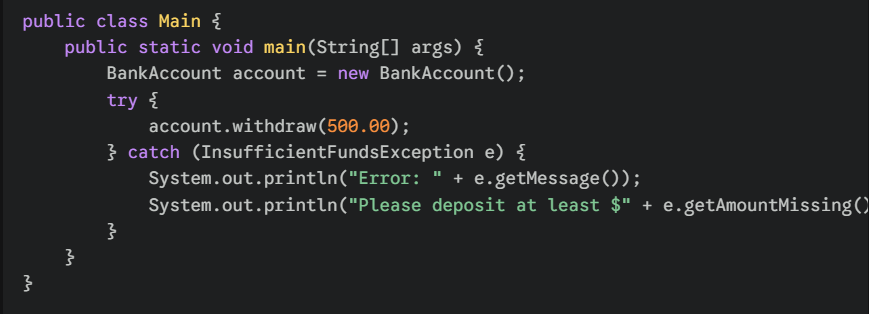 public class Main {
    public static void main(String[] args) {
        BankAccount account = new BankAccount();
        try {
            account.withdraw(500.00);
        } catch (InsufficientFundsException e) {
            System.out.println("Error: " + e.getMessage());
            System.out.println("Please deposit at least $" + e.getAmountMissing()
        }
    }
}